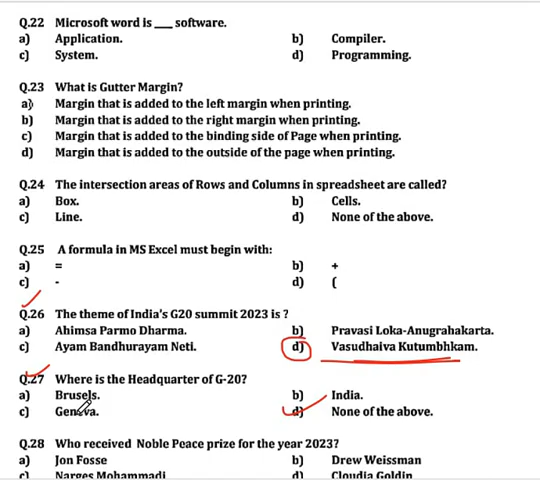 Q.22 Microsoft word is ___ software.
a) Application. b) Compiler.
c) System. d) Programming.
Q.23 What is Gutter Margin?
a) Margin that is added to the left margin when printing.
b) Margin that is added to the right margin when printing.
c) Margin that is added to the binding side of Page when printing.
d) Margin that is added to the outside of the page when printing.
Q.24 The intersection areas of Rows and Columns in spreadsheet are called?
a) Box. b) Cells.
c) Line. d) None of the above.
Q.25 A formula in MS Excel must begin with:
a) = b) +
c) - d) (
Q.26 The theme of India's G20 summit 2023 is ?
a) Ahimsa Parmo Dharma. b) Pravasi Loka-Anugrahakarta.
c) Ayam Bandhurayam Neti. d) Vasudhaiva Kutumbhkam.
Q.27 Where is the Headquarter of G-20?
a) Brusels. b) India.
c) Geneva. d) None of the above.
Q.28 Who received Noble Peace prize for the year 2023?
a) Jon Fosse b) Drew Weissman
c) Narges Mohammadi d) Cloudia Goldin